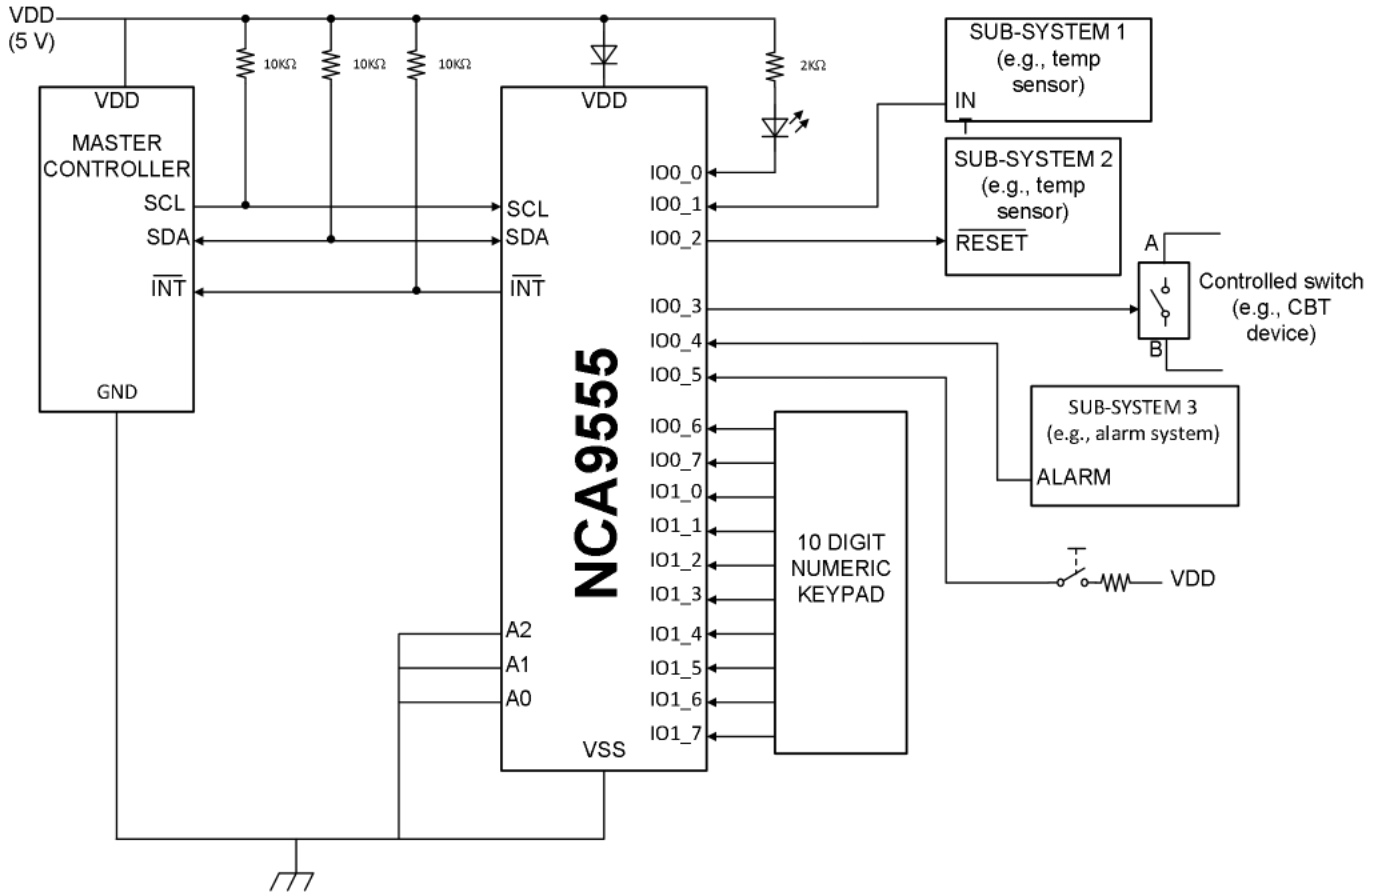 VDD
(5 V)
10KΩ
10KΩ
10KΩ
2KΩ
VDD
MASTER
CONTROLLER
SCL
SDA
INT
GND
VDD
SCL
SDA
INT
NCA9555
A2
A1
A0
VSS
IO0_0
IO0_1
IO0_2
IO0_3
IO0_4
IO0_5
IO0_6
IO0_7
IO1_0
IO1_1
IO1_2
IO1_3
IO1_4
IO1_5
IO1_6
IO1_7
SUB-SYSTEM 1
(e.g., temp
sensor)
IN
SUB-SYSTEM 2
(e.g., temp
sensor)
RESET
A
B
Controlled switch
(e.g., CBT
device)
SUB-SYSTEM 3
(e.g., alarm system)
ALARM
VDD
10 DIGIT
NUMERIC
KEYPAD